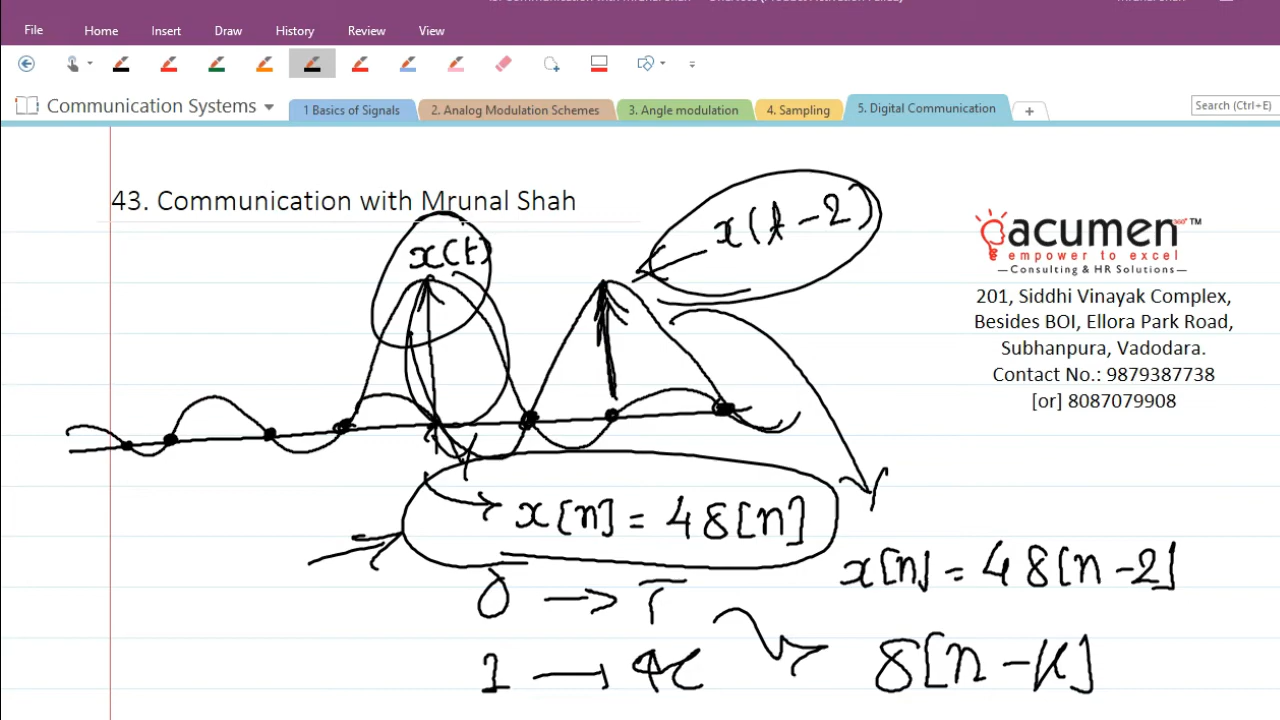 File Home Insert Draw History Review View
Communication Systems 1 Basics of Signals 2. Analog Modulation Schemes 3. Angle modulation 4. Sampling 5. Digital Communication Search (Ctrl+E)
43. Communication with Mrunal Shah
x(t)
x(t-2)
acumen 360° TM
empower to excel
Consulting & HR Solutions
201, Siddhi Vinayak Complex,
Besides BOI, Ellora Park Road,
Subhanpura, Vadodara.
Contact No.: 9879387738
[or] 8087079908
x[n] = 4δ[n]
x[n] = 4δ[n-2]
1 →
δ[n-k]